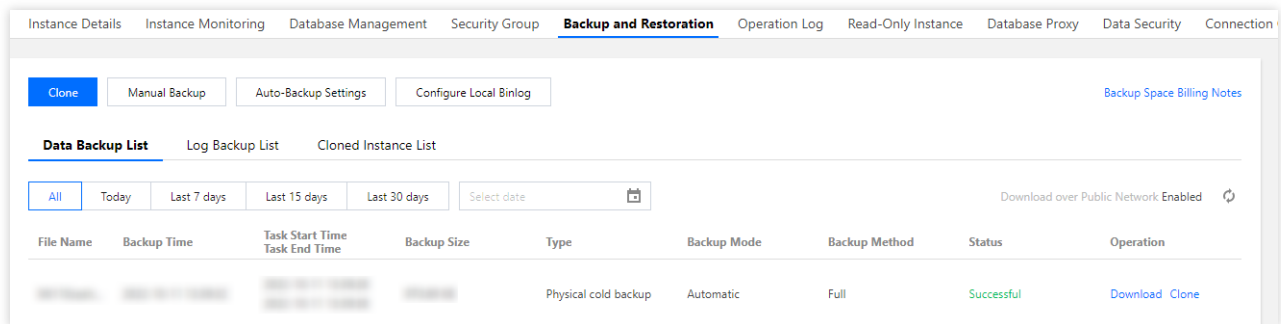 Instance Details Instance Monitoring Database Management Security Group Backup and Restoration Operation Log Read-Only Instance Database Proxy Data Security Connection
Clone Manual Backup Auto-Backup Settings Configure Local Binlog Backup Space Billing Notes
Data Backup List Log Backup List Cloned Instance List
All Today Last 7 days Last 15 days Last 30 days Select date Download over Public Network Enabled
File Name Backup Time Task Start Time Backup Size Type Backup Mode Backup Method Status Operation
Task End Time
Physical cold backup Automatic Full Successful Download Clone